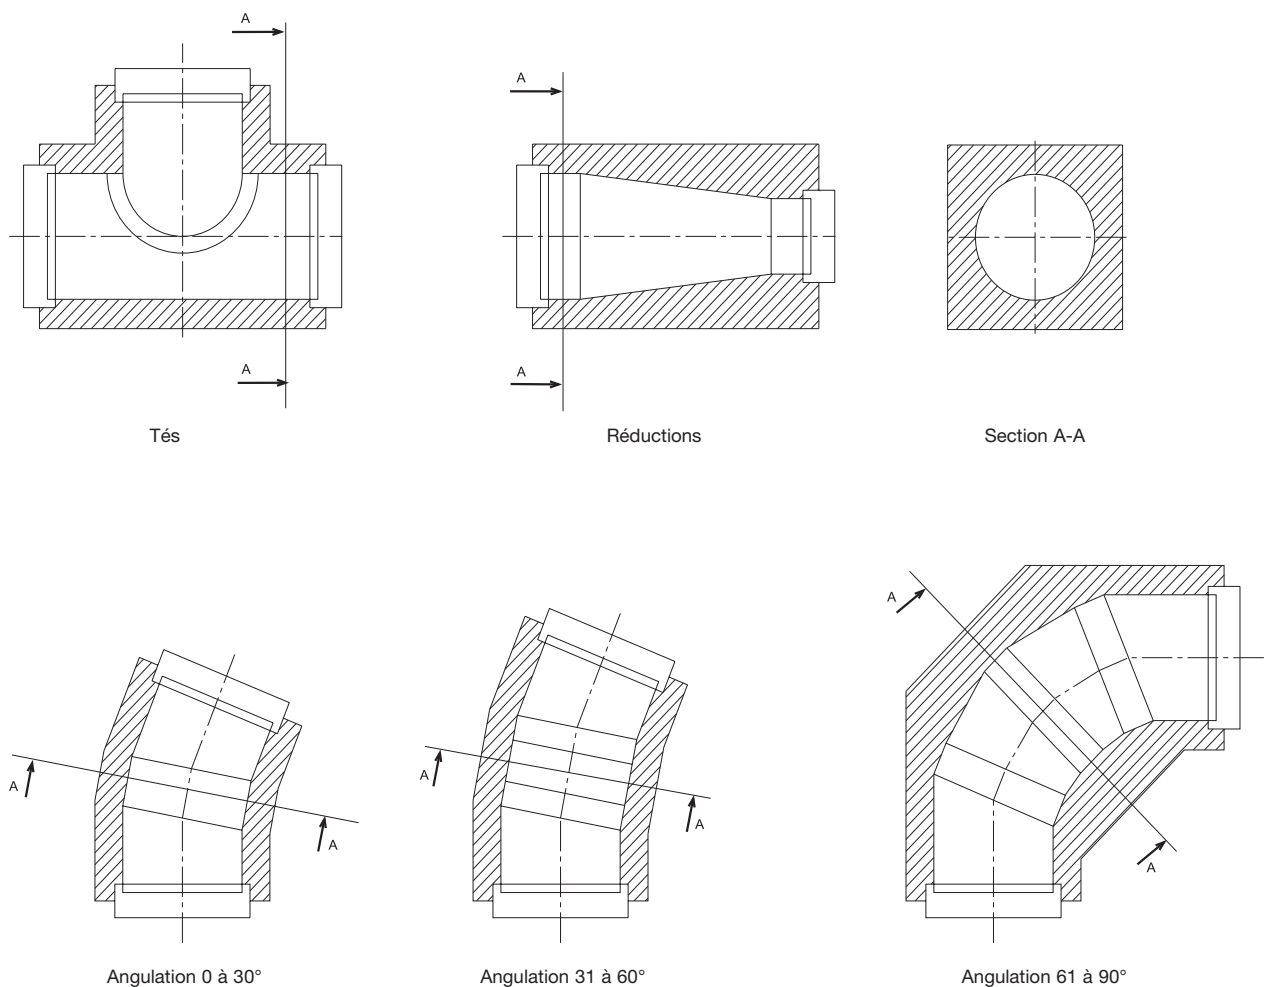 A
A
A
A
Tés
Réductions
Section A-A
A
A
A
A
A
A
Angulation 0 à 30°
Angulation 31 à 60°
Angulation 61 à 90°